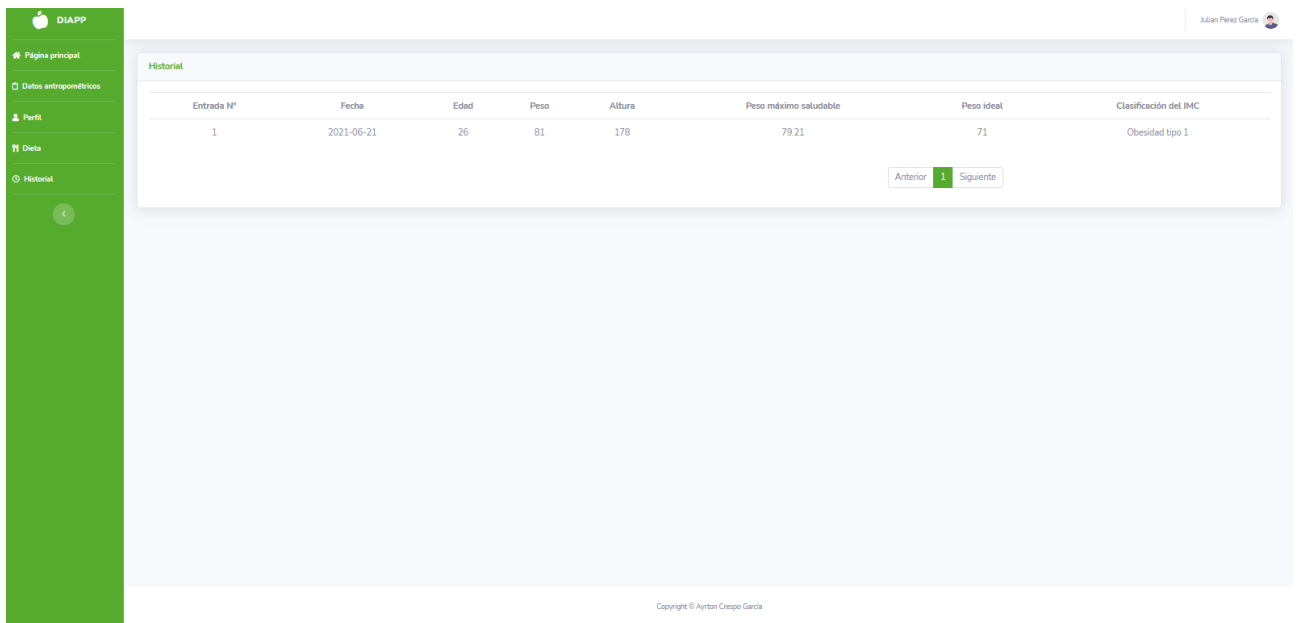 DIAPP
Julian Perez García
Página principal
Datos antropométricos
Perfil
Dieta
Historial
Historial
Entrada Nº Fecha Edad Peso Altura Peso máximo saludable Peso ideal Clasificación del IMC
1 2021-06-21 26 81 178 79.21 71 Obesidad tipo 1
Anterior 1 Siguiente
Copyright © Ayrton Crespo García